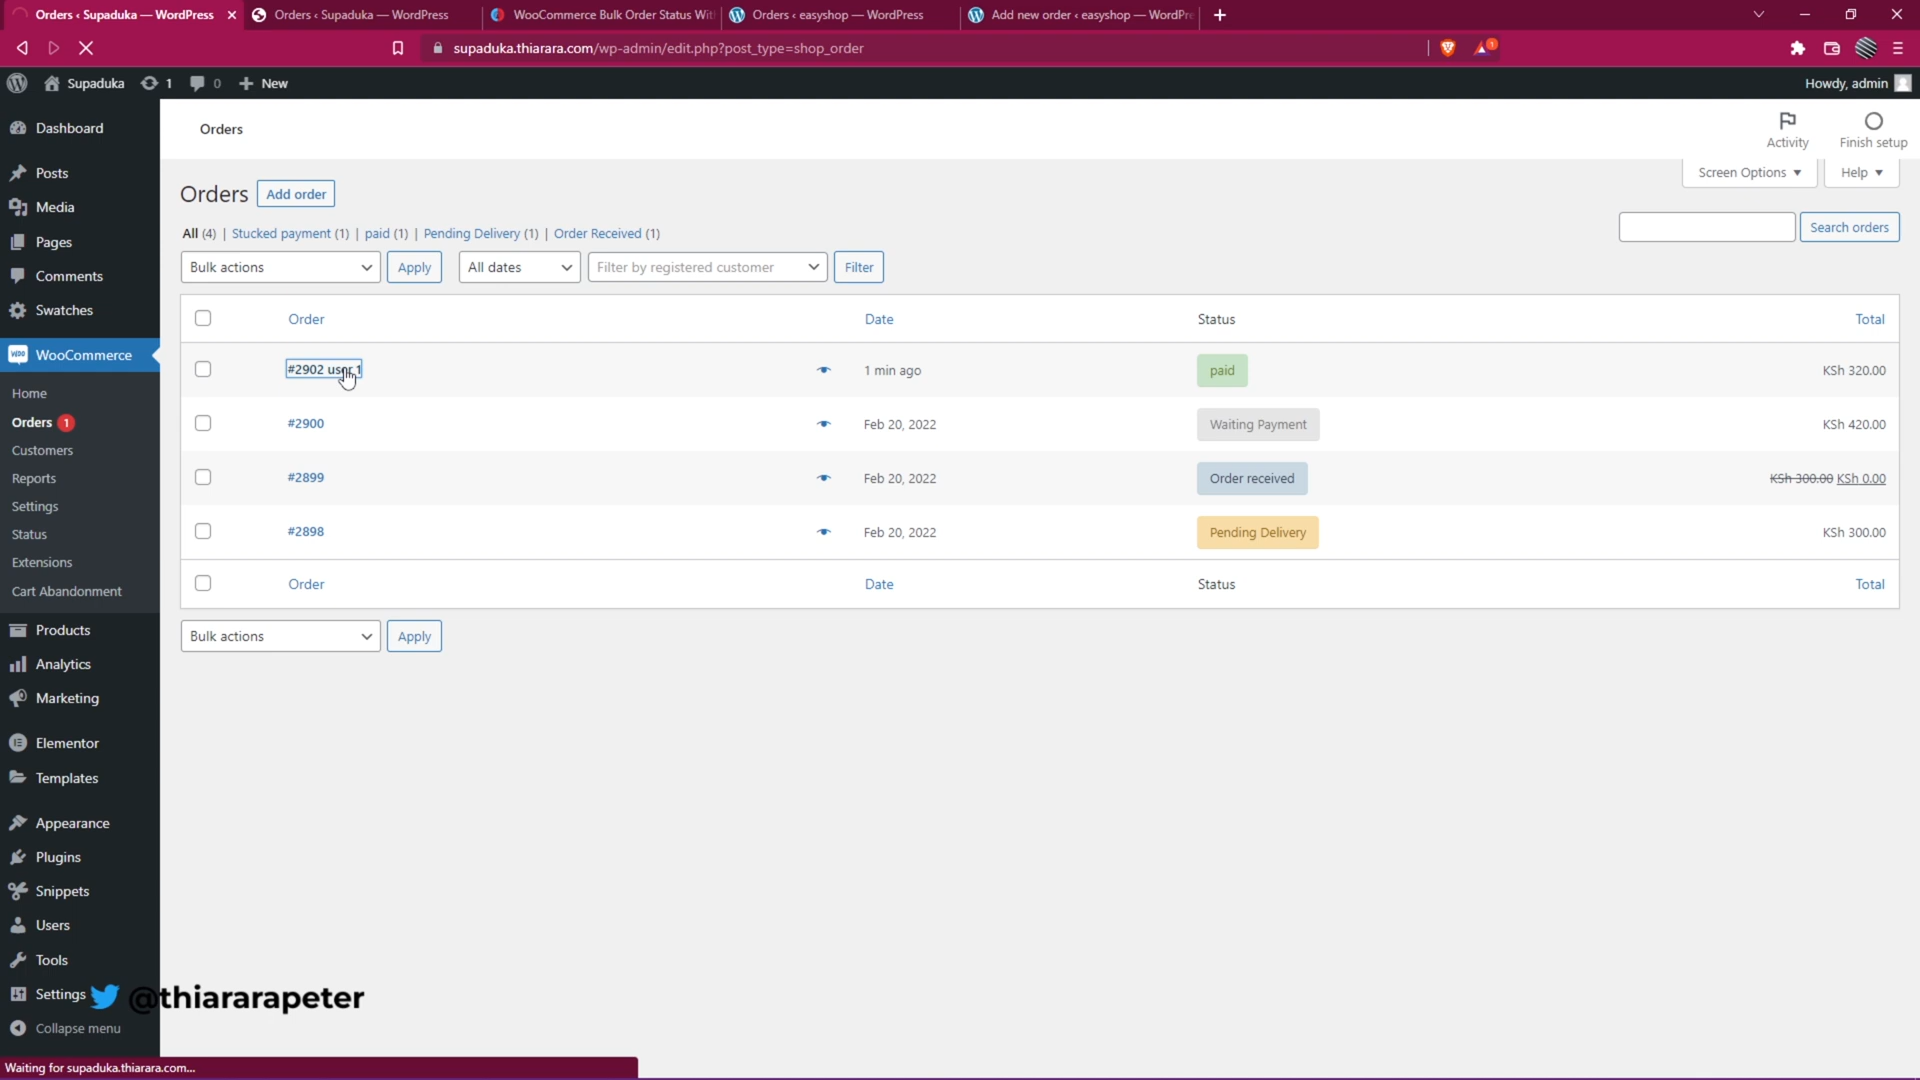 Orders ‹ Supaduka — WordPress
Orders ‹ Supaduka — WordPress
WooCommerce Bulk Order Status Wit
Orders ‹ easyshop — WordPress
Add new order ‹ easyshop — WordPre
supaduka.thiarara.com/wp-admin/edit.php?post_type=shop_order
1
Supaduka
1
0
New
Howdy, admin
Dashboard
Posts
Media
Pages
Comments
Swatches
WooCommerce
Home
Orders 1
Customers
Reports
Settings
Status
Extensions
Cart Abandonment
Products
Analytics
Marketing
Elementor
Templates
Appearance
Plugins
Snippets
Users
Tools
Settings
Collapse menu
Orders
Activity
Finish setup
Screen Options
Help
Orders Add order
All (4) | Stucked payment (1) | paid (1) | Pending Delivery (1) | Order Received (1)
Search orders
Bulk actions Apply All dates Filter by registered customer Filter
Order Date Status Total
#2902 user 1 1 min ago paid KSh 320.00
#2900 Feb 20, 2022 Waiting Payment KSh 420.00
#2899 Feb 20, 2022 Order received KSh 300.00 KSh 0.00
#2898 Feb 20, 2022 Pending Delivery KSh 300.00
Order Date Status Total
Bulk actions Apply
@thiararapeter
Waiting for supaduka.thiarara.com...